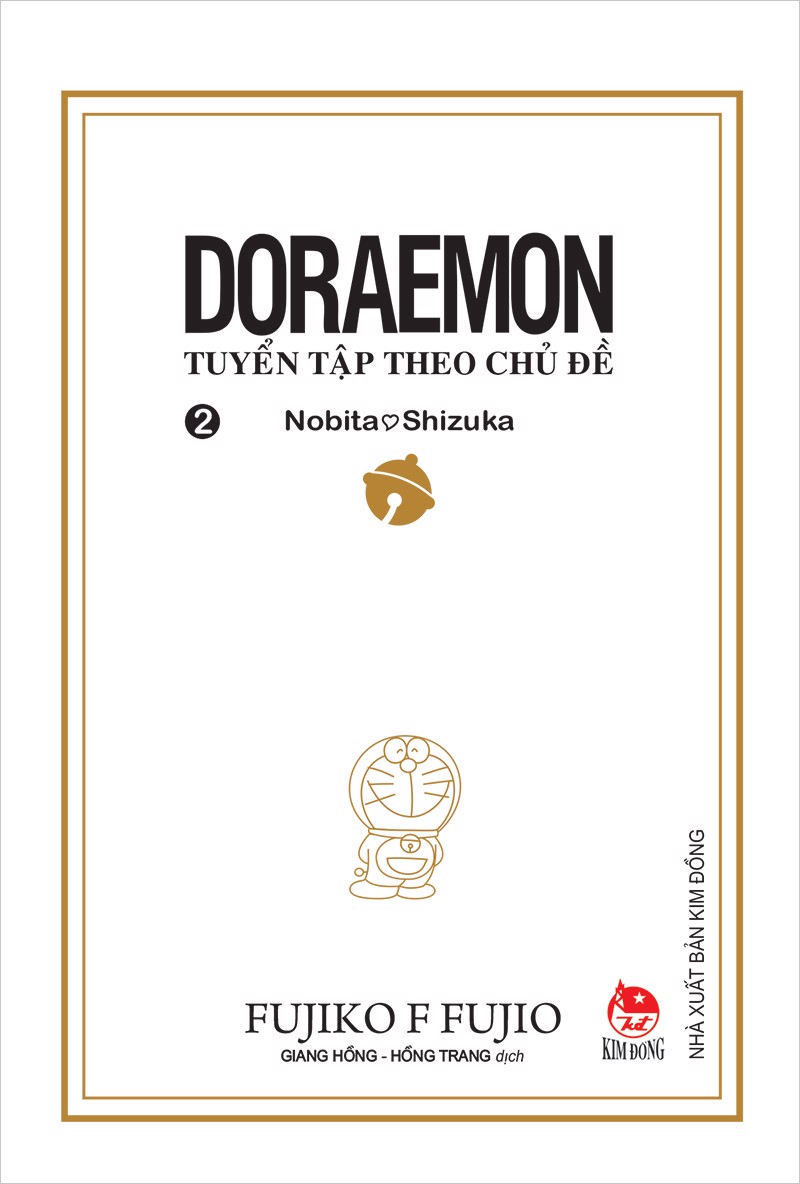 DORAEMON
TUYỂN TẬP THEO CHỦ ĐỀ
2 Nobita♡Shizuka
FUJIKO F FUJIO
GIANG HỒNG - HỒNG TRANG dịch
kđ
KIM ĐỒNG
NHÀ XUẤT BẢN KIM ĐỒNG